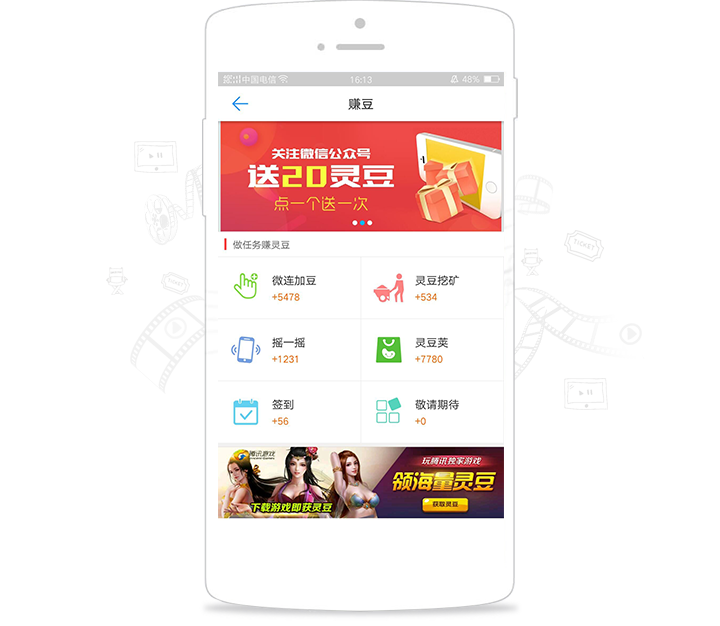 中国电信
16:13
48%
赚豆
关注微信公众号
送20灵豆
点一个送一次
做任务赚灵豆
微连加豆
+5478
灵豆挖矿
+534
摇一摇
+1231
灵豆荚
+7780
签到
+56
敬请期待
+0
腾讯游戏
下载游戏即获灵豆
玩腾讯独家游戏
领海量灵豆
获取灵豆
TICKET